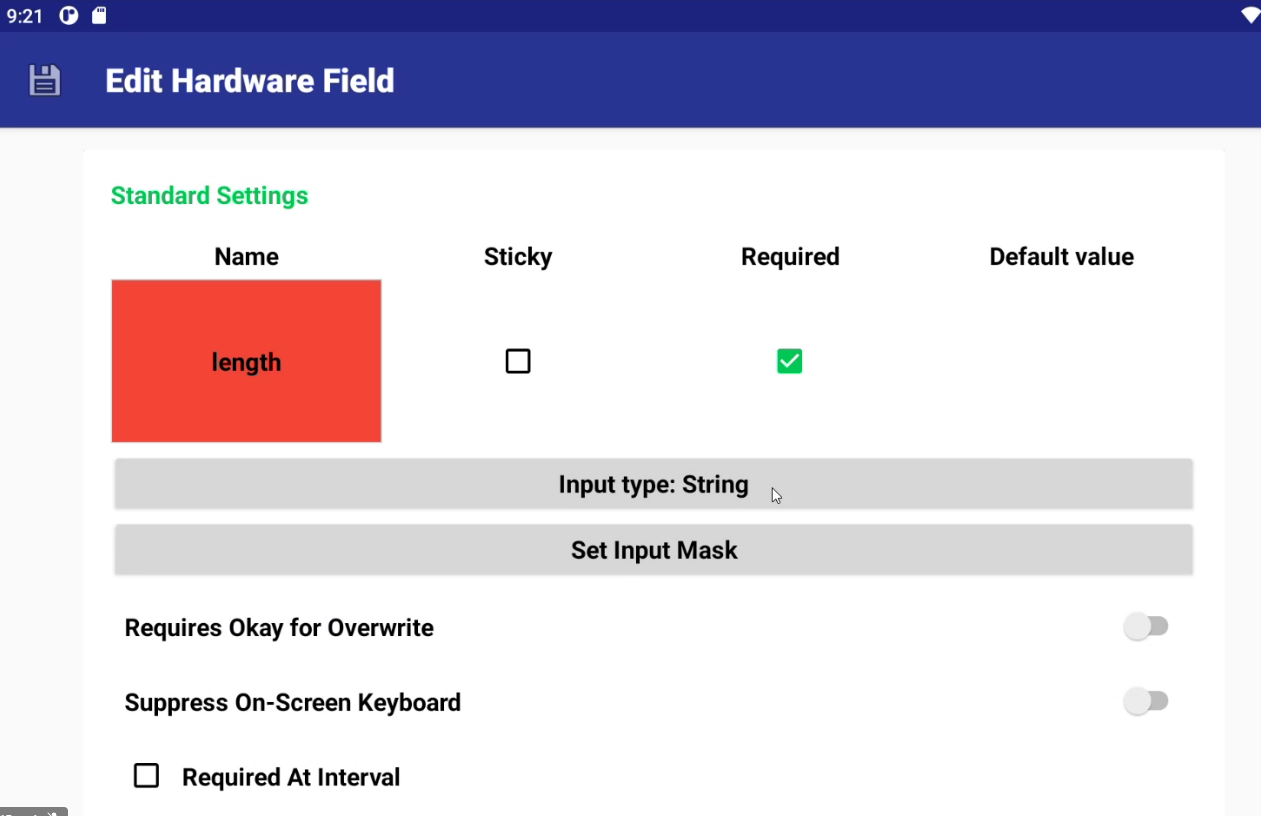 9:21
Edit Hardware Field
Standard Settings
Name Sticky Required Default value
length
Input type: String
Set Input Mask
Requires Okay for Overwrite
Suppress On-Screen Keyboard
Required At Interval